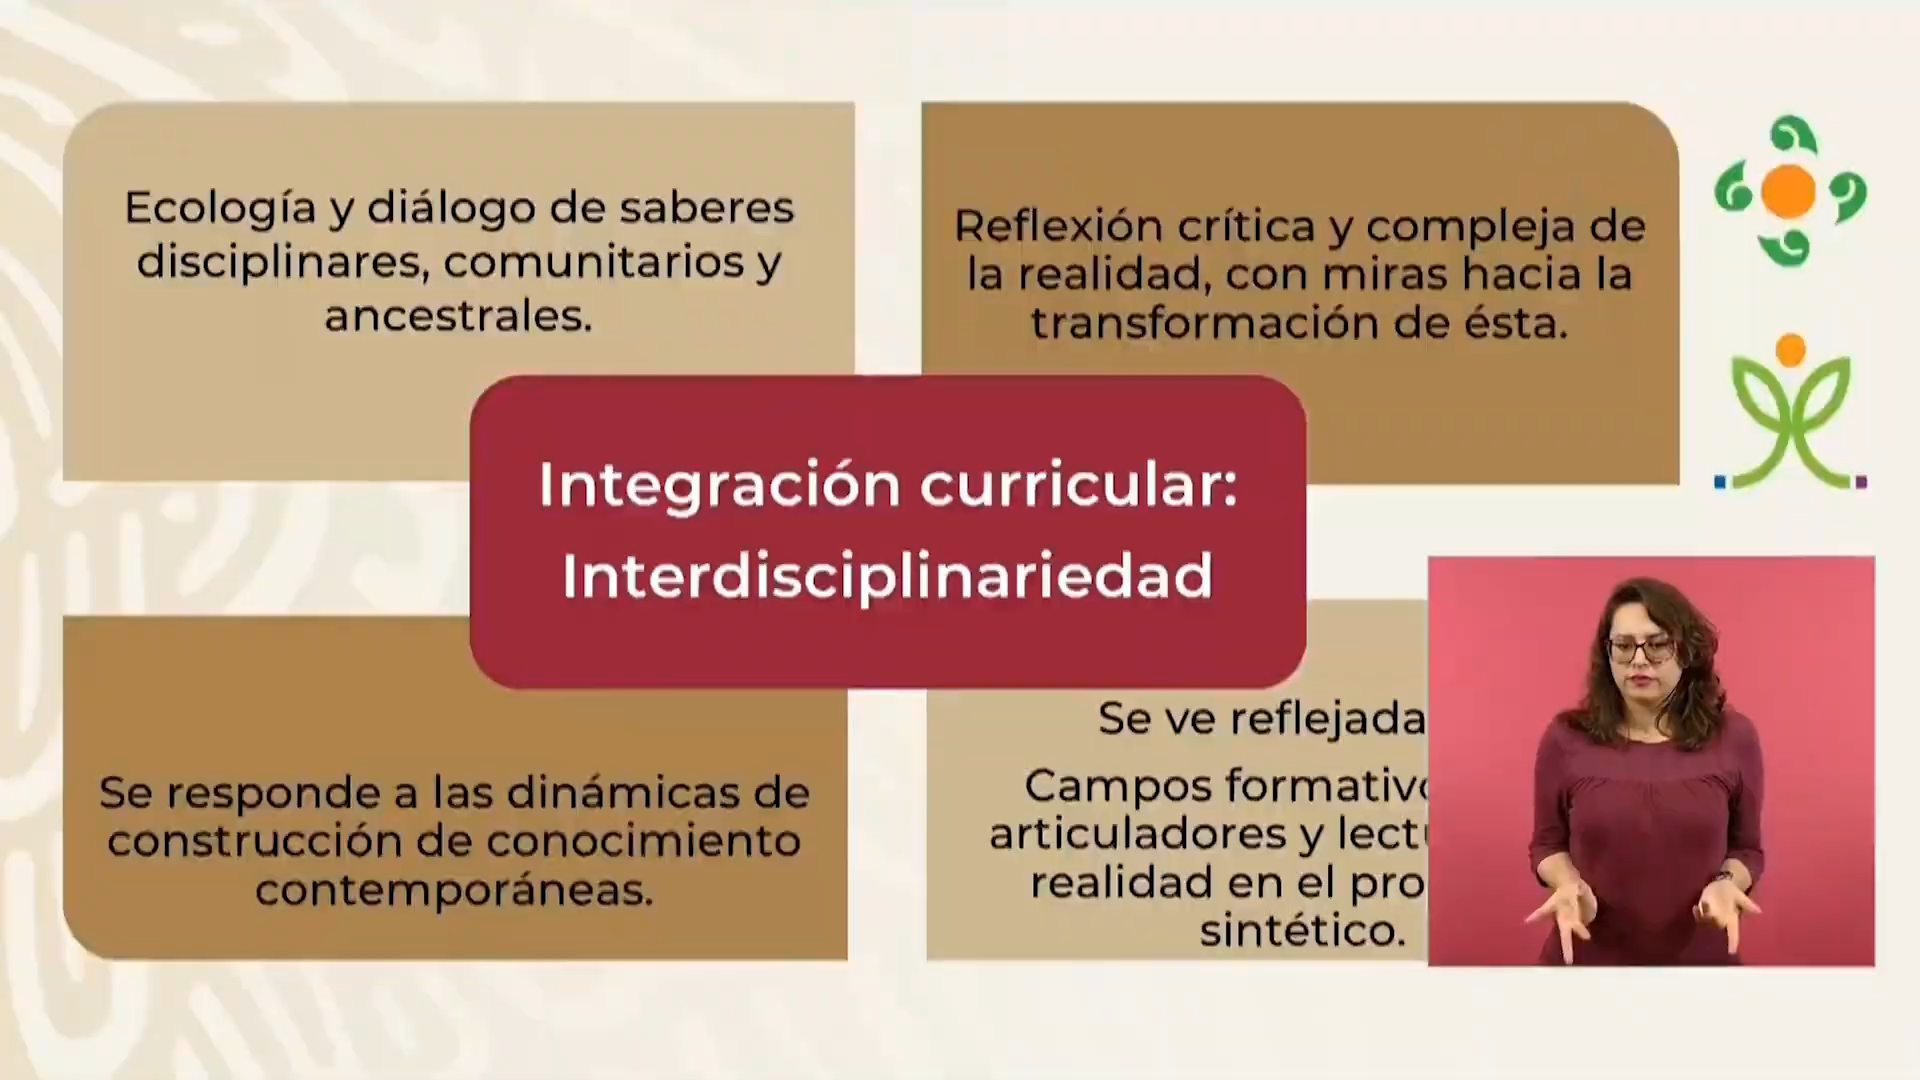 Ecología y diálogo de saberes
disciplinares, comunitarios y
ancestrales.
Reflexión crítica y compleja de
la realidad, con miras hacia la
transformación de ésta.
Integración curricular:
Interdisciplinariedad
Se responde a las dinámicas de
construcción de conocimiento
contemporáneas.
Se ve reflejada
Campos
articuladores y
realidad en el
sintético.